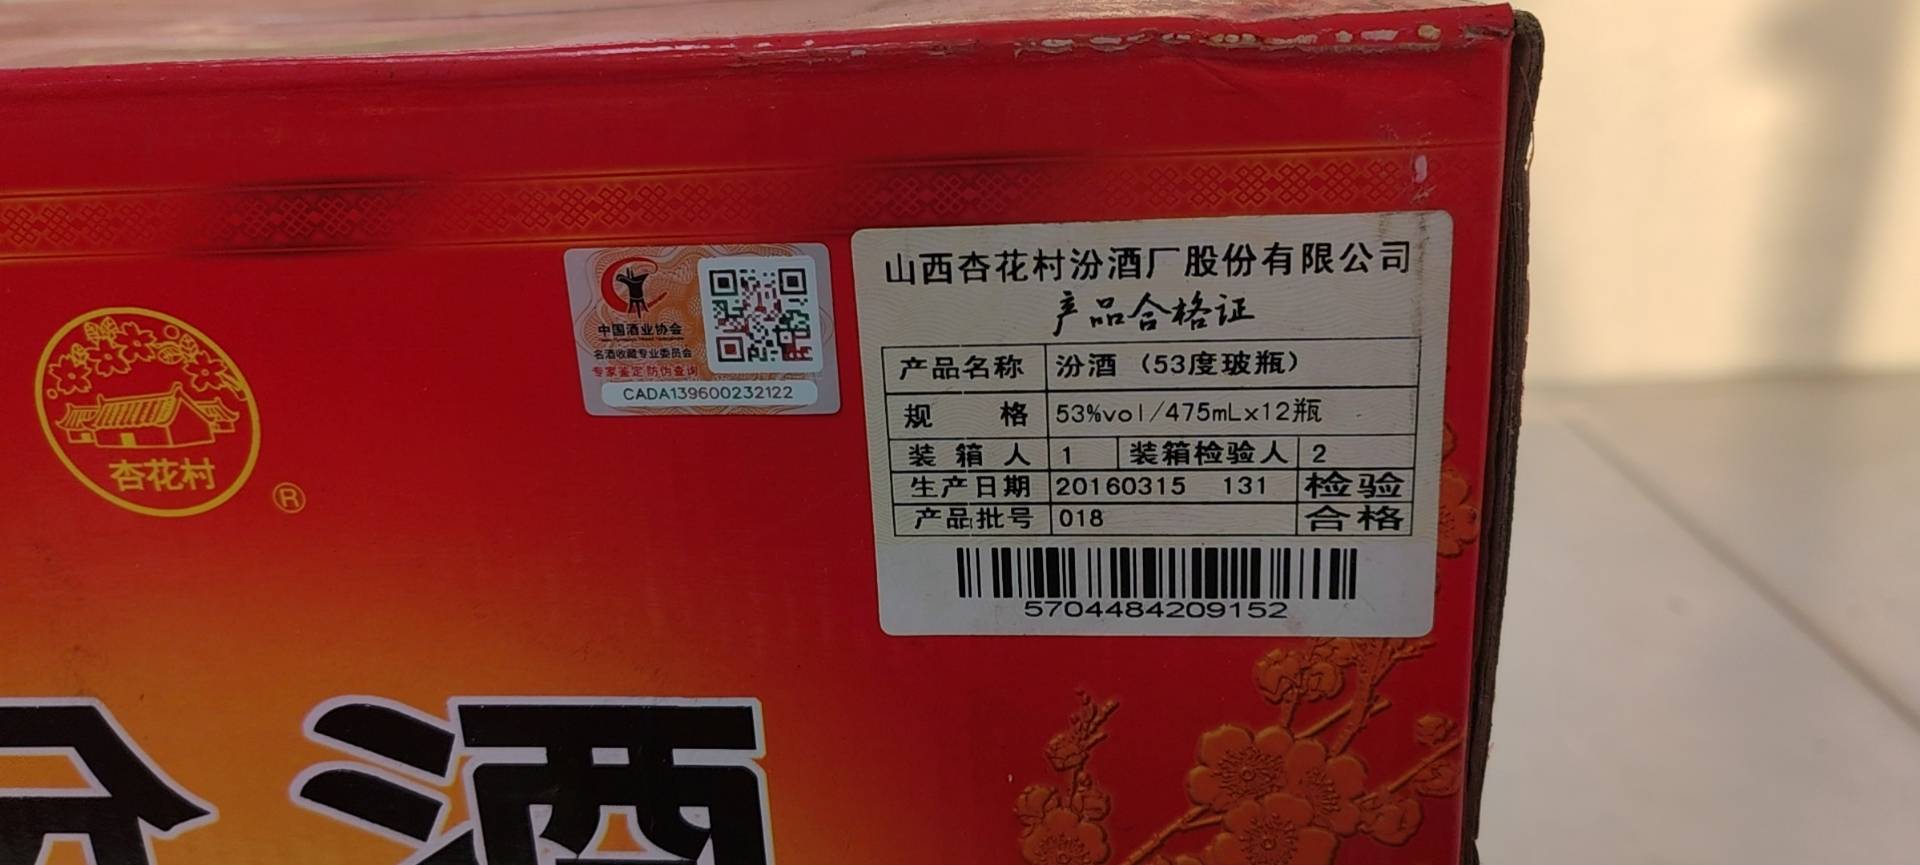 杏花村
®
中国酒业协会
名酒收藏专业委员会
专家鉴定 防伪查询
CADA139600232122
山西杏花村汾酒厂股份有限公司
产品合格证
产品名称 汾酒（53度玻瓶）
规 格 53%vol/475mLx12瓶
装 箱 人 1 装箱检验人 2
生产日期 20160315 131 检验
产品批号 018 合格
5704484209152
汾酒